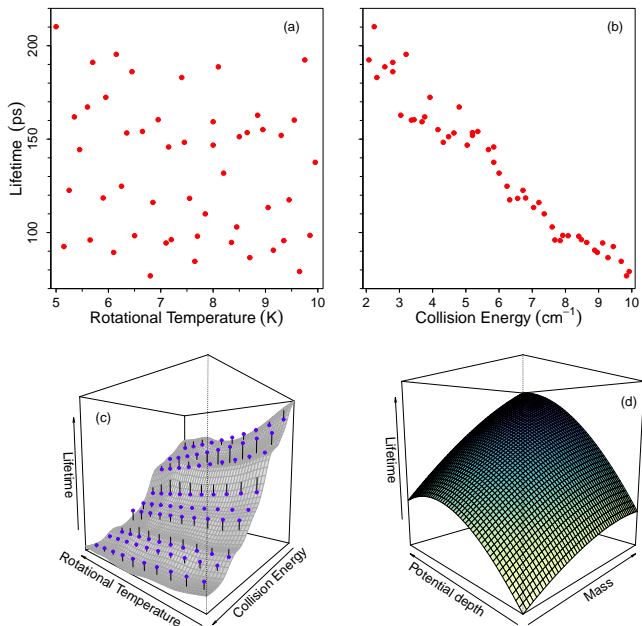 (a)
(b)
Lifetime (ps)
200
150
100
5 6 7 8 9 10
2 3 4 5 6 7 8 9 10
Rotational Temperature (K)
Collision Energy (cm⁻¹)
(c)
(d)
Lifetime
Rotational Temperature
Collision Energy
Lifetime
Potential depth
Mass